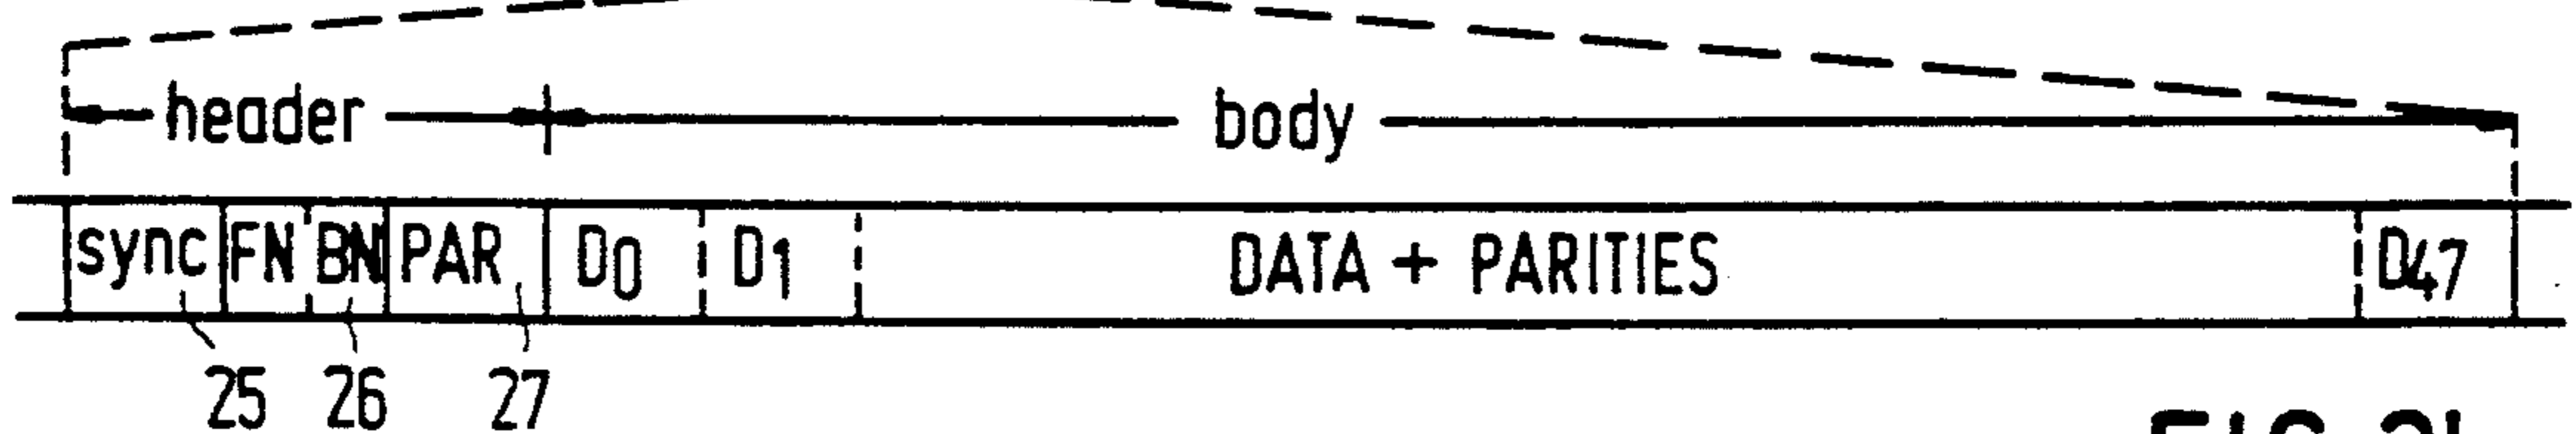 header body
sync FN BN PAR D0 D1 DATA + PARITIES D47
25 26 27